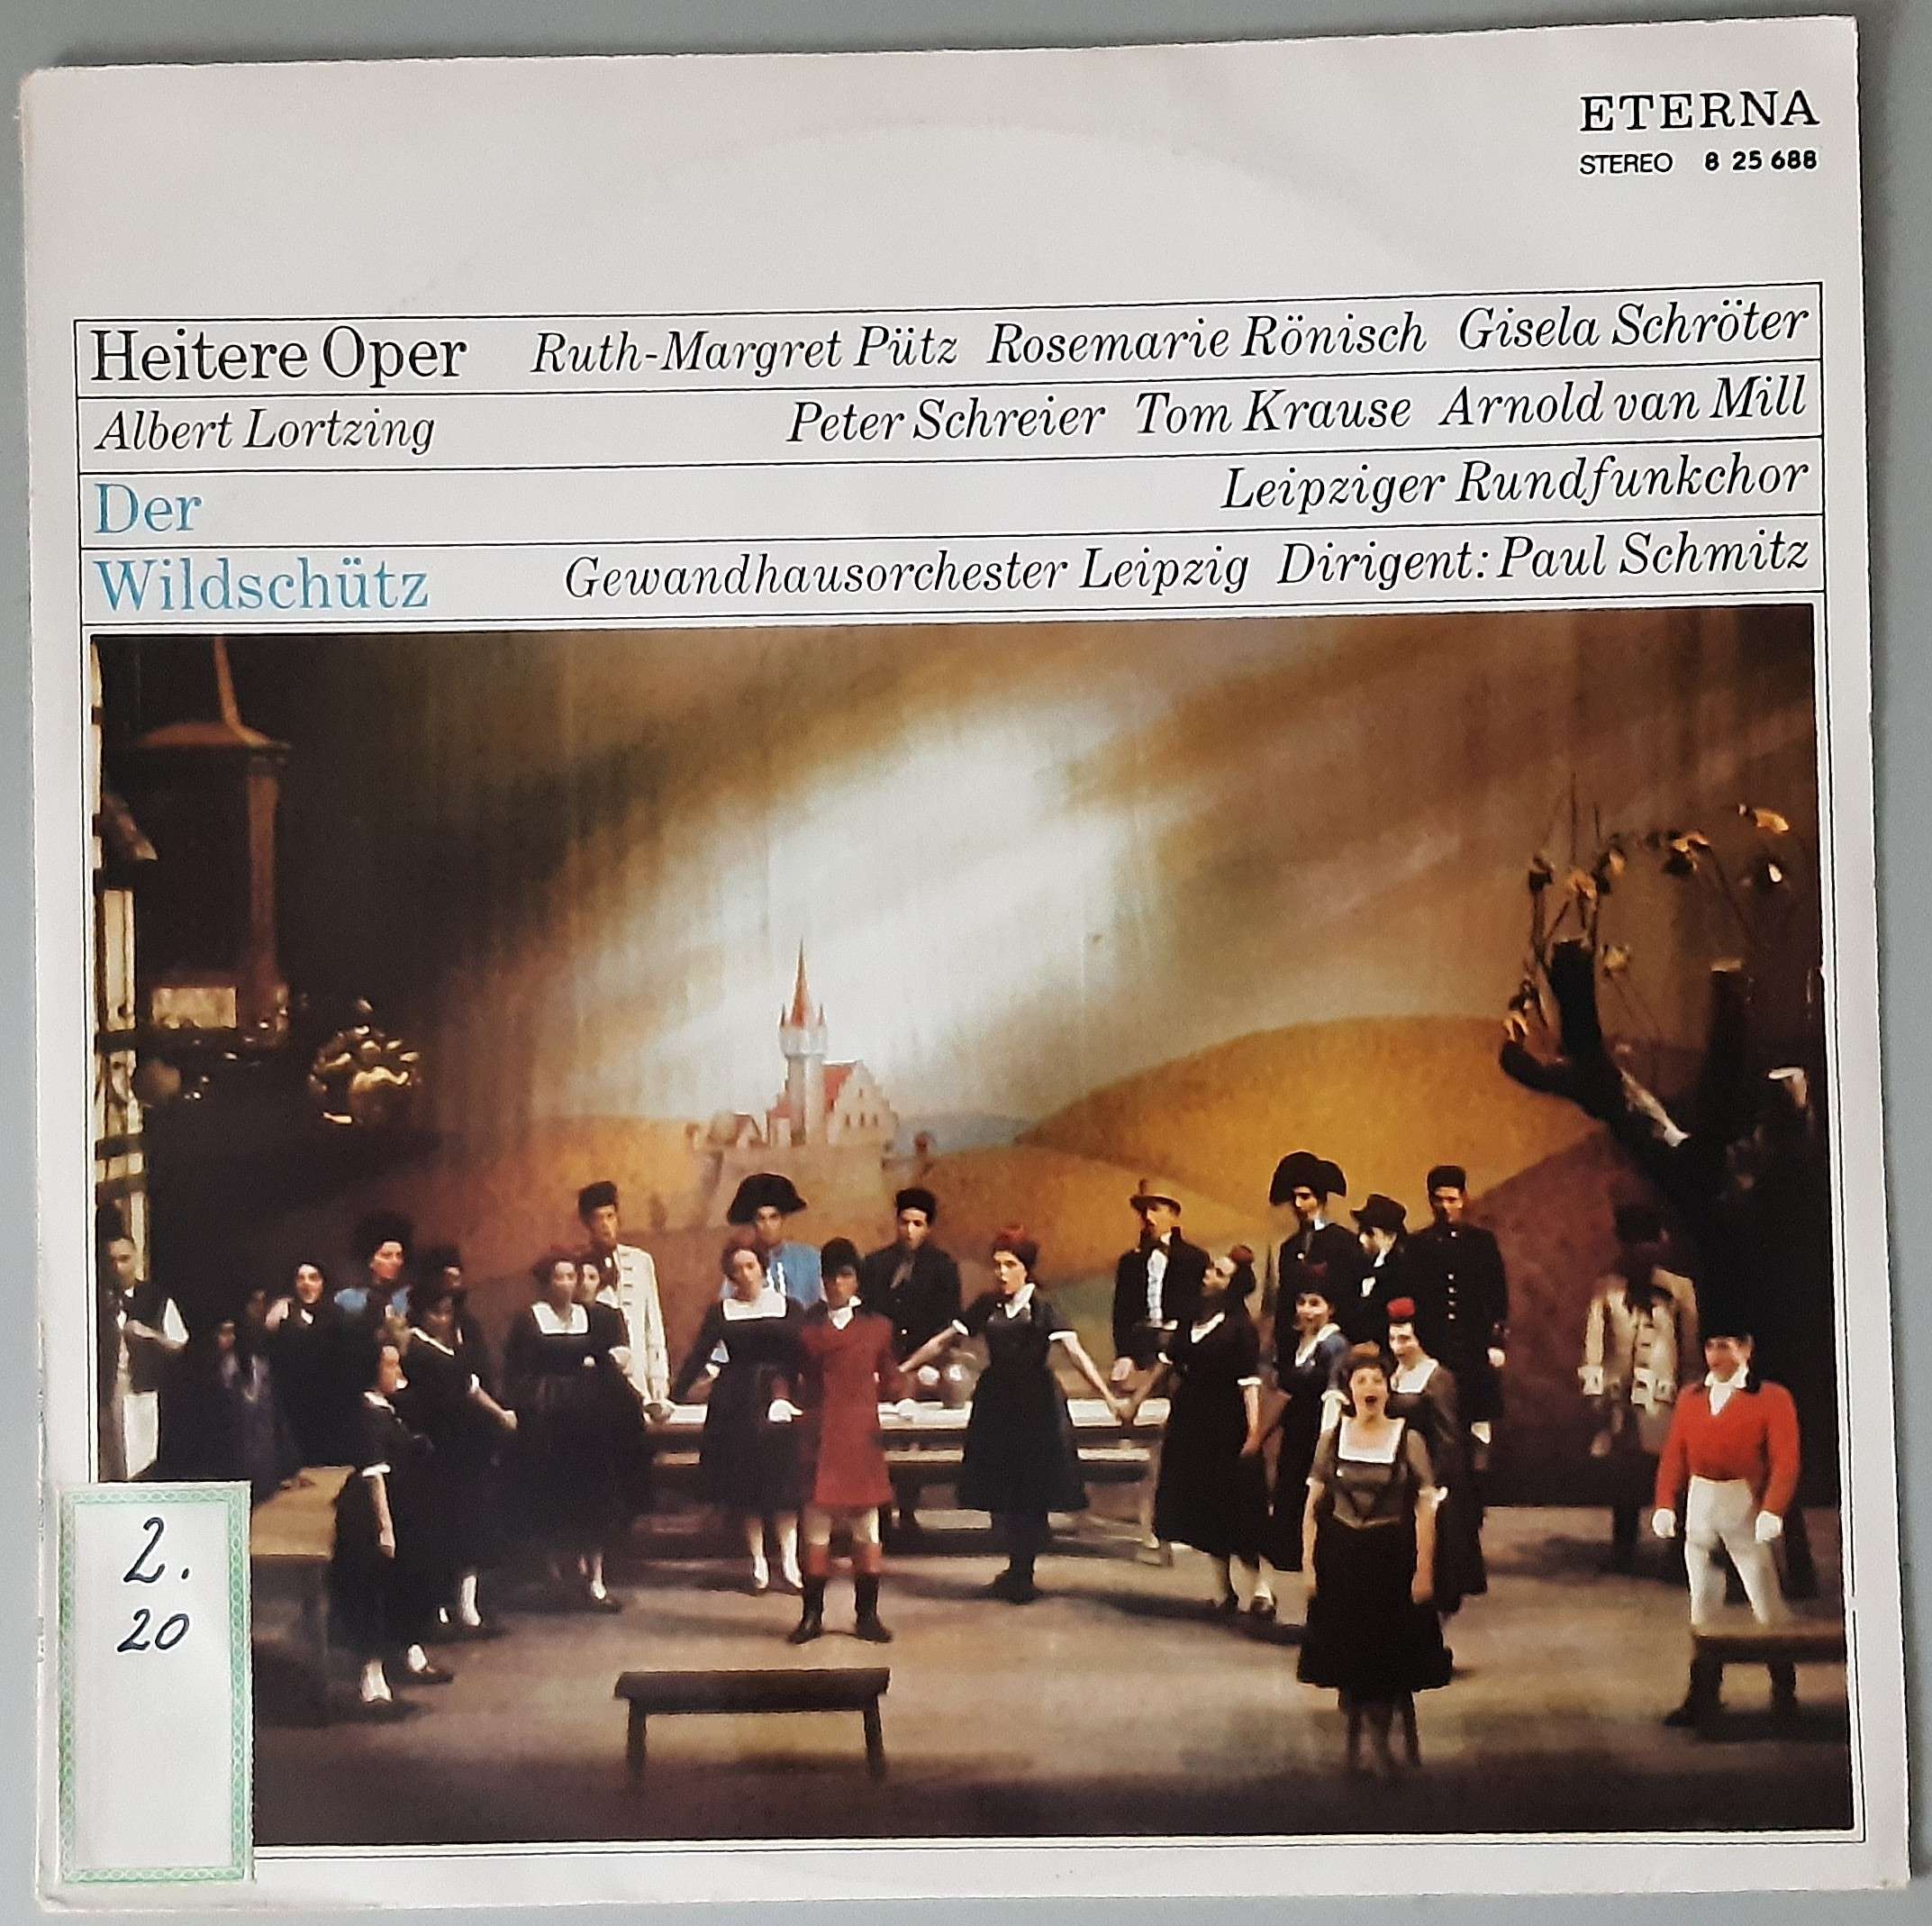 ETERNA
STEREO 8 25 688
Heitere Oper Ruth-Margret Pütz Rosemarie Rönisch Gisela Schröter
Albert Lortzing Peter Schreier Tom Krause Arnold van Mill
Der Leipziger Rundfunkchor
Wildschütz Gewandhausorchester Leipzig Dirigent: Paul Schmitz
2.
20